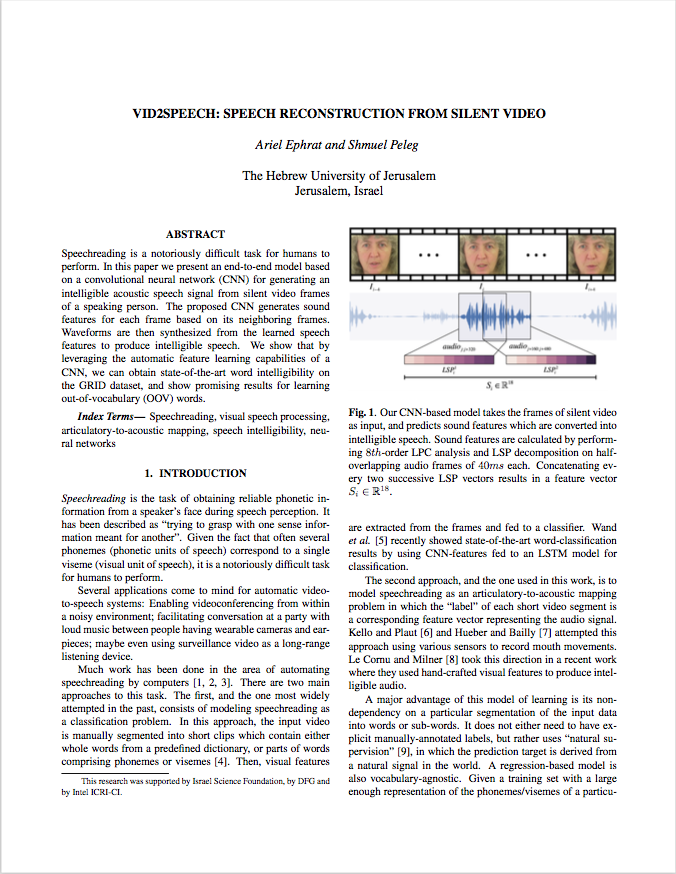 VID2SPEECH: SPEECH RECONSTRUCTION FROM SILENT VIDEO
Ariel Ephrat and Shmuel Peleg
The Hebrew University of Jerusalem
Jerusalem, Israel
ABSTRACT
Speechreading is a notoriously difficult task for humans to
perform. In this paper we present an end-to-end model based
on a convolutional neural network (CNN) for generating an
intelligible acoustic speech signal from silent video frames
of a speaking person. The proposed CNN generates sound
features for each frame based on its neighboring frames.
Waveforms are then synthesized from the learned speech
features to produce intelligible speech. We show that by
leveraging the automatic feature learning capabilities of a
CNN, we can obtain state-of-the-art word intelligibility on
the GRID dataset, and show promising results for learning
out-of-vocabulary (OOV) words.
Index Terms— Speechreading, visual speech processing,
articulatory-to-acoustic mapping, speech intelligibility, neu-
ral networks
1. INTRODUCTION
Speechreading is the task of obtaining reliable phonetic in-
formation from a speaker's face during speech perception. It
has been described as “trying to grasp with one sense infor-
mation meant for another”. Given the fact that often several
phonemes (phonetic units of speech) correspond to a single
viseme (visual unit of speech), it is a notoriously difficult task
for humans to perform.
Several applications come to mind for automatic video-
to-speech systems: Enabling videoconferencing from within
a noisy environment; facilitating conversation at a party with
loud music between people having wearable cameras and ear-
pieces; maybe even using surveillance video as a long-range
listening device.
Much work has been done in the area of automating
speechreading by computers [1, 2, 3]. There are two main
approaches to this task. The first, and the one most widely
attempted in the past, consists of modeling speechreading as
a classification problem. In this approach, the input video
is manually segmented into short clips which contain either
whole words from a predefined dictionary, or parts of words
comprising phonemes or visemes [4]. Then, visual features
This research was supported by Israel Science Foundation, by DFG and
by Intel ICRI-CI.
Fig. 1. Our CNN-based model takes the frames of silent video
as input, and predicts sound features which are converted into
intelligible speech. Sound features are calculated by perform-
ing 8th-order LPC analysis and LSP decomposition on half-
overlapping audio frames of 40ms each. Concatenating ev-
ery two successive LSP vectors results in a feature vector
Sᵢ ∈ ℝ¹⁸.
are extracted from the frames and fed to a classifier. Wand
et al. [5] recently showed state-of-the-art word-classification
results by using CNN-features fed to an LSTM model for
classification.
The second approach, and the one used in this work, is to
model speechreading as an articulatory-to-acoustic mapping
problem in which the “label” of each short video segment is
a corresponding feature vector representing the audio signal.
Kello and Plaut [6] and Hueber and Bailly [7] attempted this
approach using various sensors to record mouth movements.
Le Cornu and Milner [8] took this direction in a recent work
where they used hand-crafted visual features to produce intel-
ligible audio.
A major advantage of this model of learning is its non-
dependency on a particular segmentation of the input data
into words or sub-words. It does not either need to have ex-
plicit manually-annotated labels, but rather uses “natural su-
pervision” [9], in which the prediction target is derived from
a natural signal in the world. A regression-based model is
also vocabulary-agnostic. Given a training set with a large
enough representation of the phonemes/visemes of a particu-